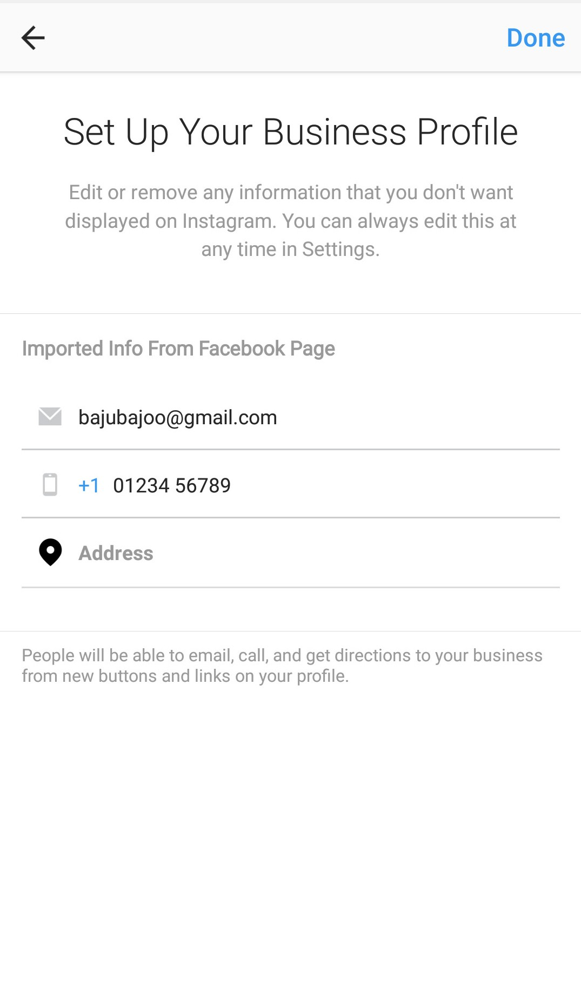 Done
Set Up Your Business Profile
Edit or remove any information that you don't want
displayed on Instagram. You can always edit this at
any time in Settings.
Imported Info From Facebook Page
bajubajoo@gmail.com
+1 01234 56789
Address
People will be able to email, call, and get directions to your business
from new buttons and links on your profile.